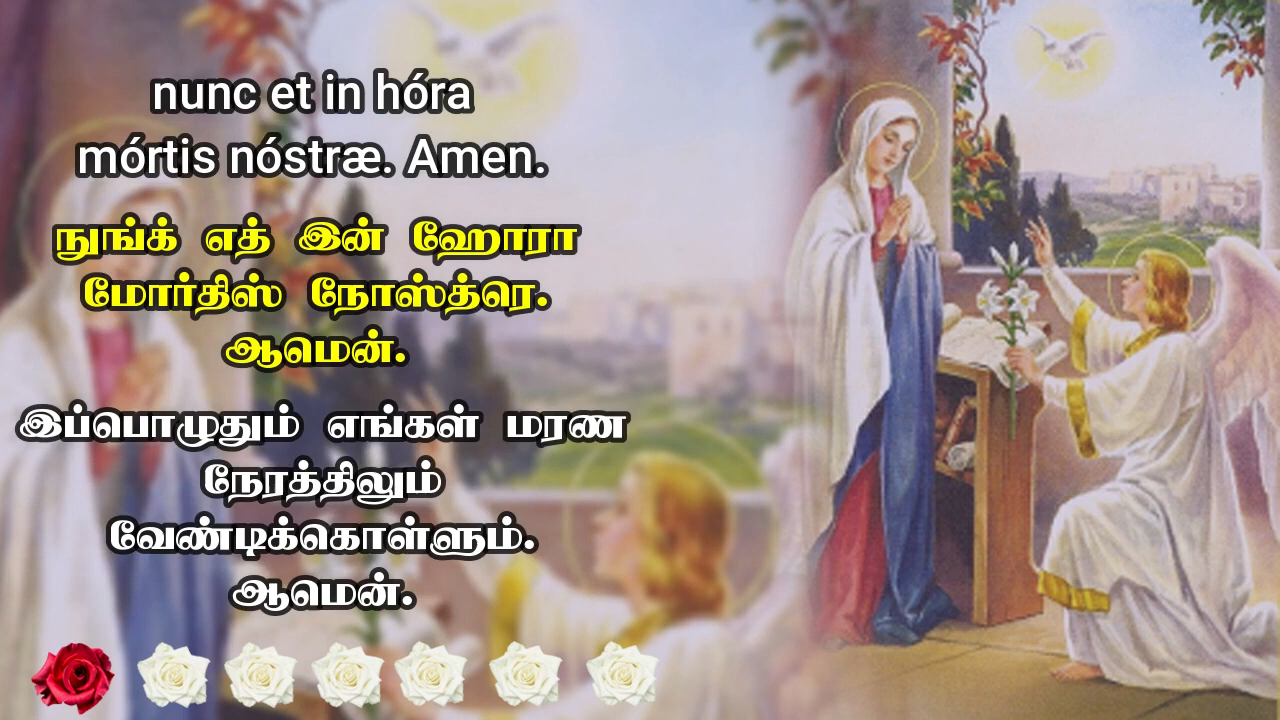 nunc et in hóra
mórtis nóstræ. Amen.
நுங்க் எத் இன் ஹோரா
மோர்திஸ் நோஸ்த்ரெ.
ஆமென்.
இப்பொழுதும் எங்கள் மரண
நேரத்திலும்
வேண்டிக்கொள்ளும்.
ஆமென்.